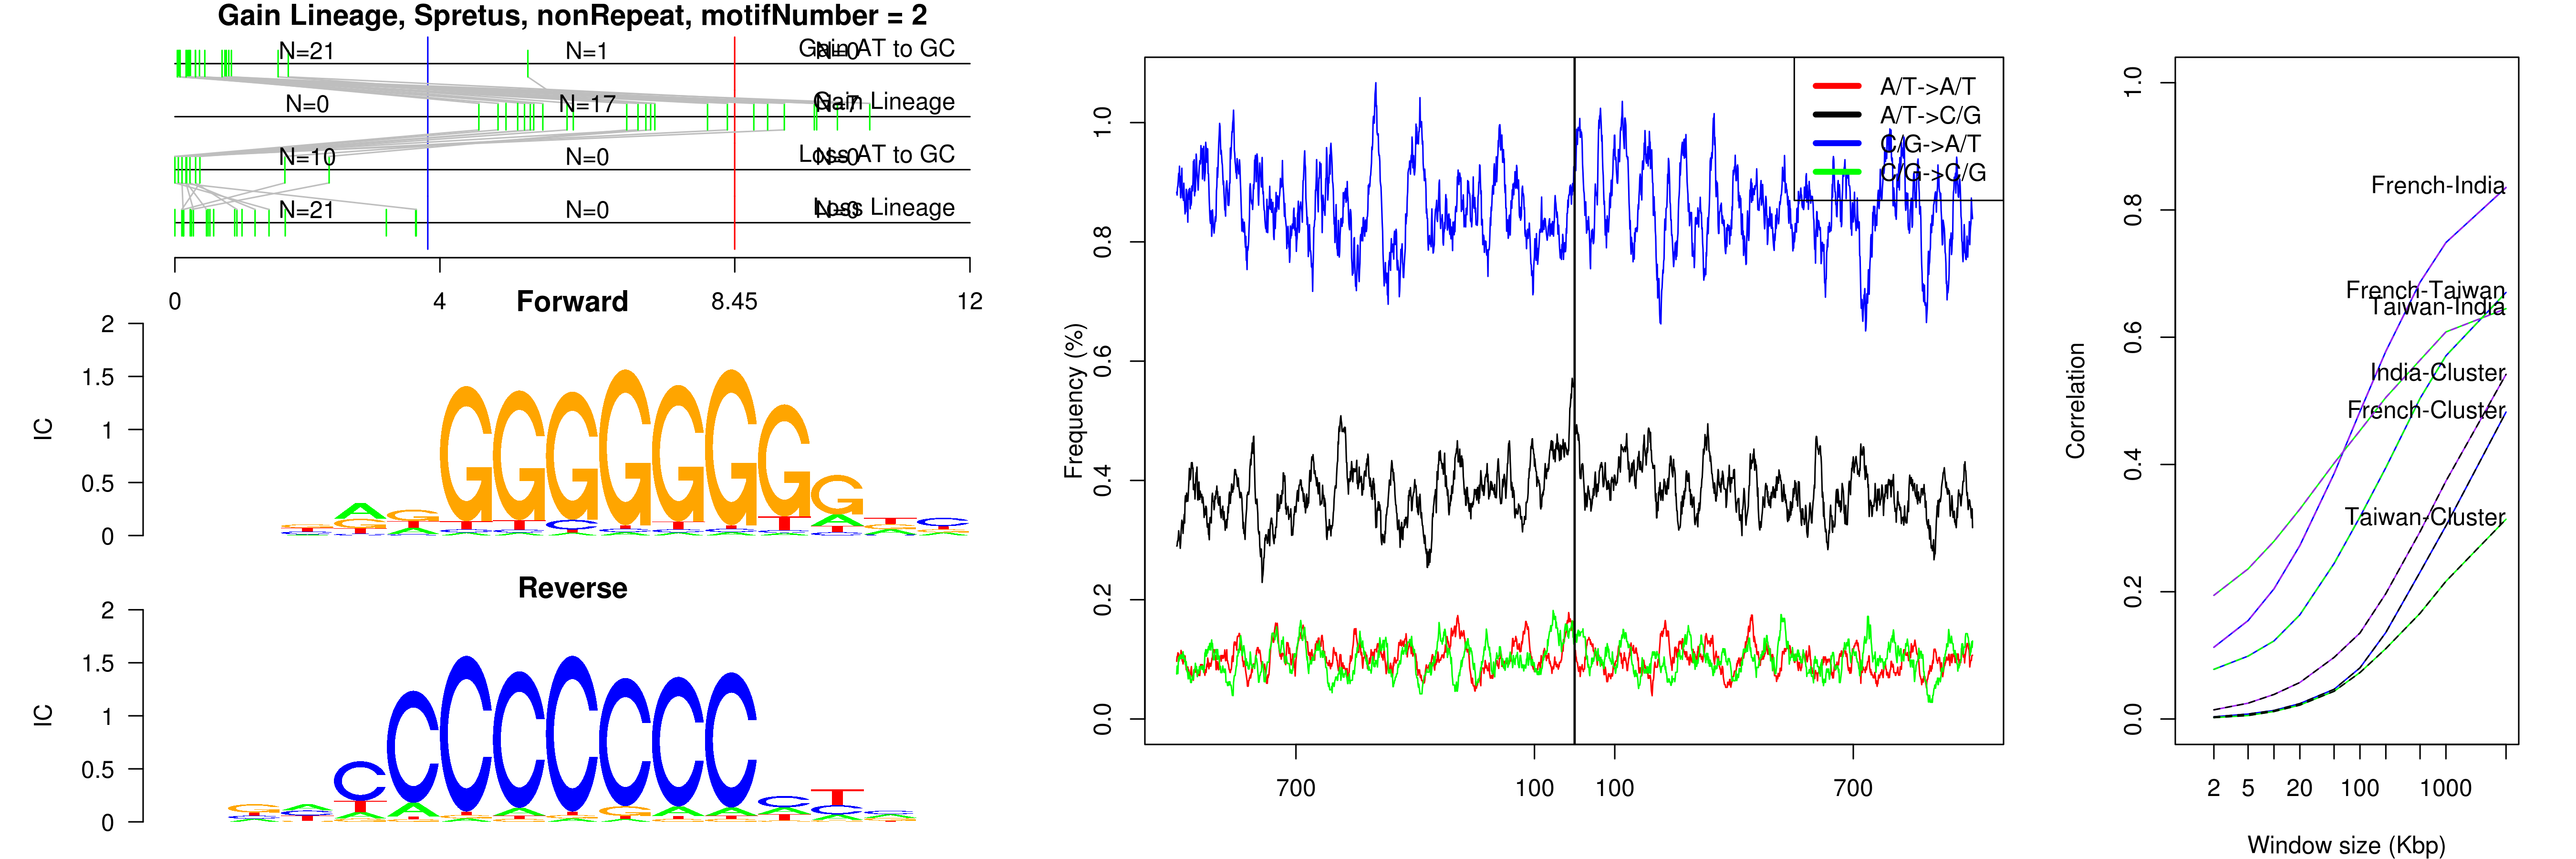 Gain Lineage, Spretus, nonRepeat, motifNumber = 2
N=21 N=1 N=0 Gain AT to GC
N=0 N=17 N=7 Gain Lineage
N=10 N=0 N=0 Loss AT to GC
N=21 N=0 N=0 Loss Lineage
0 4 8.45 12
Forward
2
1.5
1
0.5
0
IC
GGGGGGGG
Reverse
2
1.5
1
0.5
0
IC
CCCCCCCC
A/T->A/T
A/T->C/G
C/G->A/T
C/G->C/G
Frequency (%)
1.0
0.8
0.6
0.4
0.2
0.0
700 100 100 700
Correlation
1.0
0.8
0.6
0.4
0.2
0.0
French-India
French-Taiwan
Taiwan-India
India-Cluster
French-Cluster
Taiwan-Cluster
2 5 20 100 1000
Window size (Kbp)